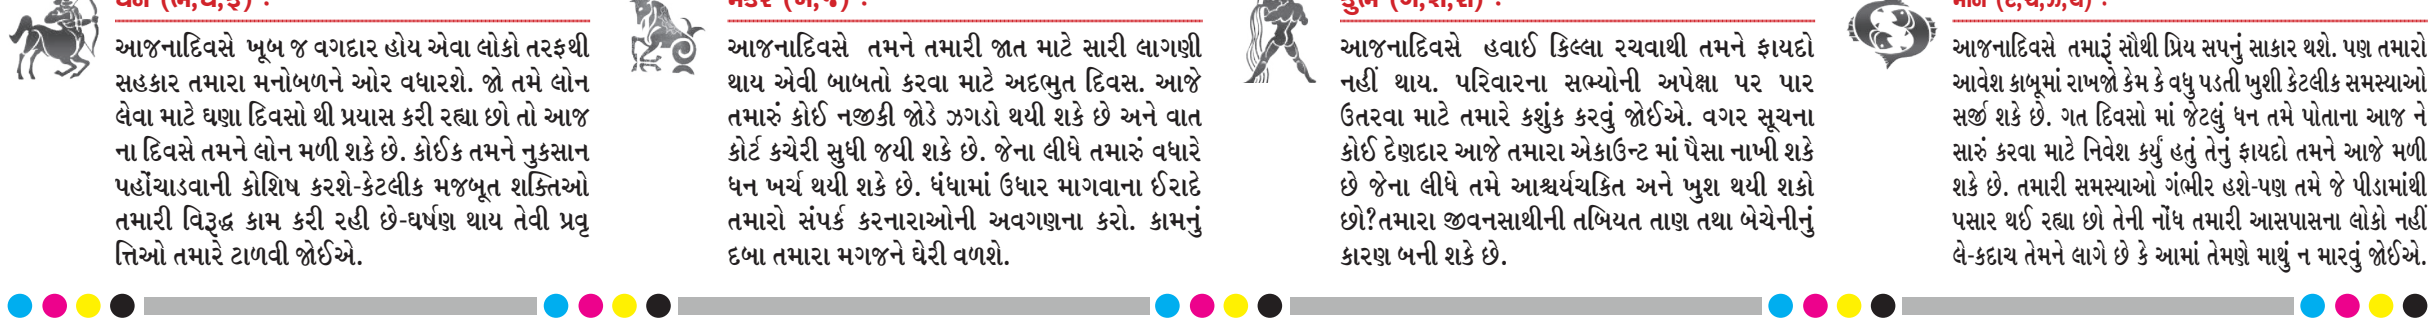 ધન (ભ,ધ,ફ) :
આજનાદિવસે ખૂબ જ વગદાર હોય એવા લોકો તરફથી
સહકાર તમારા મનોબળને ઓર વધારશે. જો તમે લોન
લેવા માટે ઘણા દિવસો થી પ્રયાસ કરી રહ્યા છો તો આજ
ના દિવસે તમને લોન મળી શકે છે. કોઈક તમને નુકસાન
પહોંચાડવાની કોશિષ કરશે-કેટલીક મજબૂત શક્તિઓ
તમારી વિરૂદ્ધ કામ કરી રહી છે-ઘર્ષણ થાય તેવી પ્રવૃ
ત્તિઓ તમારે ટાળવી જોઈએ.
મકર (ખ,જ) :
આજનાદિવસે તમને તમારી જાત માટે સારી લાગણી
થાય એવી બાબતો કરવા માટે અદભુત દિવસ. આજે
તમારું કોઈ નજીકી જોડે ઝગડો થયી શકે છે અને વાત
કોર્ટ કચેરી સુધી જયી શકે છે. જેના લીધે તમારું વધારે
ધન ખર્ચ થયી શકે છે. ધંધામાં ઉધાર માગવાના ઈરાદે
તમારો સંપર્ક કરનારાઓની અવગણના કરો. કામનું
દબા તમારા મગજને ઘેરી વળશે.
કુંભ (ગ,શ,સ) :
આજનાદિવસે હવાઈ કિલ્લા રચવાથી તમને ફાયદો
નહીં થાય. પરિવારના સભ્યોની અપેક્ષા પર પાર
ઉતરવા માટે તમારે કશુંક કરવું જોઈએ. વગર સૂચના
કોઈ દેણદાર આજે તમારા એકાઉન્ટ માં પૈસા નાખી શકે
છે જેના લીધે તમે આશ્ચર્યચકિત અને ખુશ થયી શકો
છો?તમારા જીવનસાથીની તબિયત તાણ તથા બેચેનીનું
કારણ બની શકે છે.
મીન (દ,ચ,ઝ,થ) :
આજનાદિવસે તમારૂં સૌથી પ્રિય સપનું સાકાર થશે. પણ તમારો
આવેશ કાબૂમાં રાખજો કેમ કે વધુ પડતી ખુશી કેટલીક સમસ્યાઓ
સર્જી શકે છે. ગત દિવસો માં જેટલું ધન તમે પોતાના આજ ને
સારું કરવા માટે નિવેશ કર્યું હતું તેનું ફાયદો તમને આજે મળી
શકે છે. તમારી સમસ્યાઓ ગંભીર હશે-પણ તમે જે પીડામાંથી
પસાર થઈ રહ્યા છો તેની નોંધ તમારી આસપાસના લોકો નહીં
લે-કદાચ તેમને લાગે છે કે આમાં તેમણે માથું ન મારવું જોઈએ.